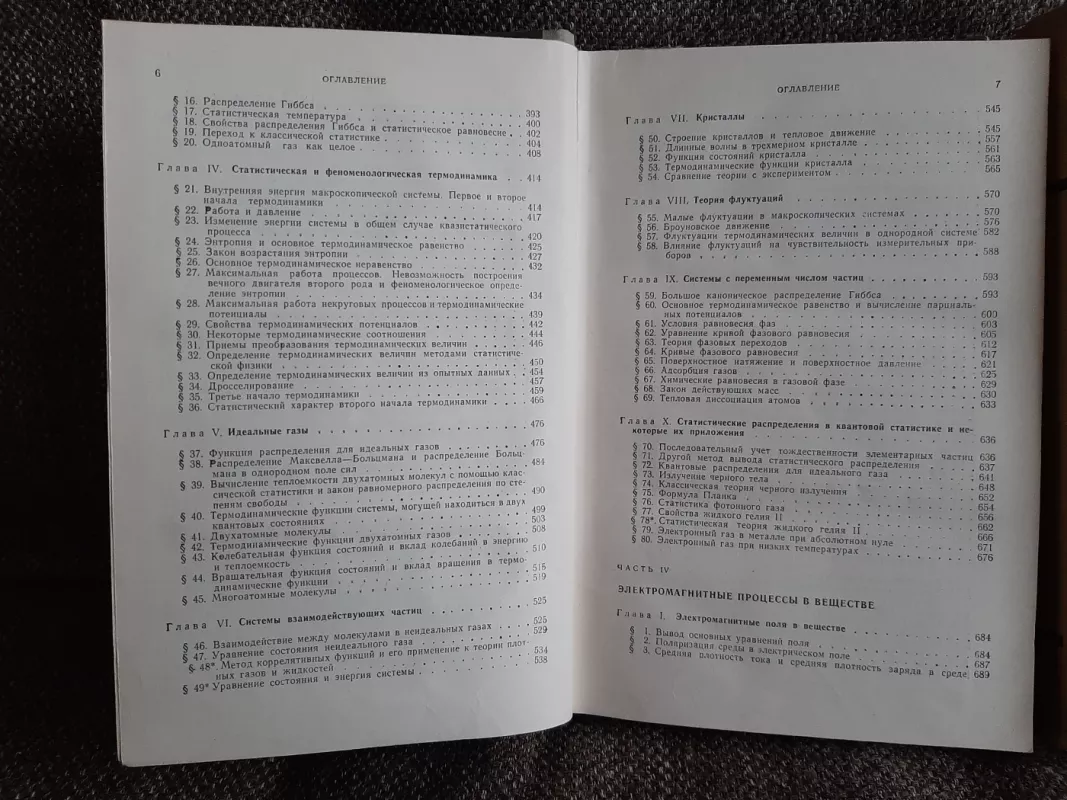 6
ОГЛАВЛЕНИЕ
§ 16. Распределение Гиббса . . . 393
§ 17. Статистическая температура . . . 400
§ 18. Свойства распределения Гиббса и статистическое равновесие . . 402
§ 19. Переход к классической статистике . . . 404
§ 20. Одноатомный газ как целое . . . 408
Глава IV. Статистическая и феноменологическая термодинамика . . 414
§ 21. Внутренняя энергия макроскопической системы. Первое и второе
начала термодинамики . . . 414
§ 22. Работа и давление . . . 417
§ 23. Изменение энергии системы в общем случае квазистатического
процесса . . . 420
§ 24. Энтропия и основное термодинамическое равенство . . . 425
§ 25. Закон возрастания энтропии . . . 427
§ 26. Основное термодинамическое неравенство . . . 432
§ 27. Максимальная работа процессов. Невозможность построения
вечного двигателя второго рода и феноменологическое опреде-
ление энтропии . . . 434
§ 28. Максимальная работа некруговых процессов и термодинамические
потенциалы . . . 439
§ 29. Свойства термодинамических потенциалов . . . 442
§ 30. Некоторые термодинамические соотношения . . . 444
§ 31. Приемы преобразования термодинамических величин . . . 446
§ 32. Определение термодинамических величин методами статистиче-
ской физики . . . 450
§ 33. Определение термодинамических величин из опытных данных . . 454
§ 34. Дросселирование . . . 457
§ 35. Третье начало термодинамики . . . 459
§ 36. Статистический характер второго начала термодинамики . . . 466
Глава V. Идеальные газы . . . 476
§ 37. Функции распределения для идеальных газов . . . 476
§ 38. Распределение Максвелла—Больцмана и распределение Больц-
мана в однородном поле сил . . . 484
§ 39. Вычисление теплоемкости двухатомных молекул с помощью клас-
сической статистики и закон равномерного распределения по сте-
пеням свободы . . . 490
§ 40. Термодинамические функции системы, могущей находиться в двух
квантовых состояниях . . . 499
§ 41. Двухатомные молекулы . . . 503
§ 42. Термодинамические функции двухатомных газов . . . 508
§ 43. Колебательная функция состояний и вклад колебаний в энергию
и теплоемкость . . . 510
§ 44. Вращательная функция состояний и вклад вращения в термо-
динамические функции . . . 515
§ 45. Многоатомные молекулы . . . 519
Глава VI. Системы взаимодействующих частиц . . . 525
§ 46. Взаимодействие между молекулами в неидеальных газах . . . 525
§ 47. Уравнение состояния неидеального газа . . . 529
§ 48*. Метод коррелятивных функций и его применение к теории плот-
ных газов и жидкостей . . . 534
§ 49* Уравнение состояния и энергия системы . . . 538
ОГЛАВЛЕНИЕ
7
Глава VII. Кристаллы . . . 545
§ 50. Строение кристаллов и тепловое движение . . . 545
§ 51. Длинные волны в трехмерном кристалле . . . 557
§ 52. Функция состояний кристалла . . . 561
§ 53. Термодинамические функции кристалла . . . 563
§ 54. Сравнение теории с экспериментом . . . 565
Глава VIII. Теория флуктуаций . . . 570
§ 55. Малые флуктуации в макроскопических системах . . . 570
§ 56. Броуновское движение . . . 576
§ 57. Флуктуации термодинамических величин в однородной системе 582
§ 58. Влияние флуктуаций на чувствительность измерительных при-
боров . . . 588
Глава IX. Системы с переменным числом частиц . . . 593
§ 59. Большое каноническое распределение Гиббса . . . 593
§ 60. Основное термодинамическое равенство и вычисление парциаль-
ных потенциалов . . . 600
§ 61. Условия равновесия фаз . . . 603
§ 62. Уравнение кривой фазового равновесия . . . 605
§ 63. Теория фазовых переходов . . . 612
§ 64. Кривые фазового равновесия . . . 617
§ 65. Поверхностное натяжение и поверхностное давление . . . 621
§ 66. Адсорбция газов . . . 625
§ 67. Химические равновесия в газовой фазе . . . 629
§ 68. Закон действующих масс . . . 630
§ 69. Тепловая диссоциация атомов . . . 633
Глава X. Статистические распределения в квантовой статистике и не-
которые их приложения . . . 636
§ 70. Последовательный учет тождественности элементарных частиц 636
§ 71. Другой метод вывода статистического распределения . . . 637
§ 72. Квантовые распределения для идеального газа . . . 641
§ 73. Излучение черного тела . . . 648
§ 74. Классическая теория черного излучения . . . 652
§ 75. Формула Планка . . . 654
§ 76. Статистика фотонного газа . . . 656
§ 77. Свойства жидкого гелия II . . . 662
§ 78*. Статистическая теория жидкого гелия II . . . 666
§ 79. Электронный газ в металле при абсолютном нуле . . . 671
§ 80. Электронный газ при низких температурах . . . 676
ЧАСТЬ IV
ЭЛЕКТРОМАГНИТНЫЕ ПРОЦЕССЫ В ВЕЩЕСТВЕ
Глава I. Электромагнитные поля в веществе . . . 684
§ 1. Вывод основных уравнений поля . . . 684
§ 2. Поляризация среды в электрическом поле . . . 687
§ 3. Средняя плотность тока и средняя плотность заряда в среде 689